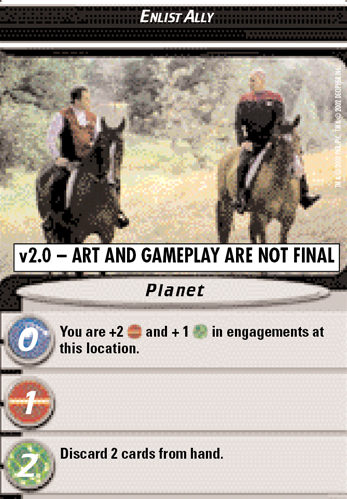 Enlist Ally
v2.0 – ART AND GAMEPLAY ARE NOT FINAL
Planet
0
You are +2 and + 1 in engagements at
this location.
1
2
Discard 2 cards from hand.